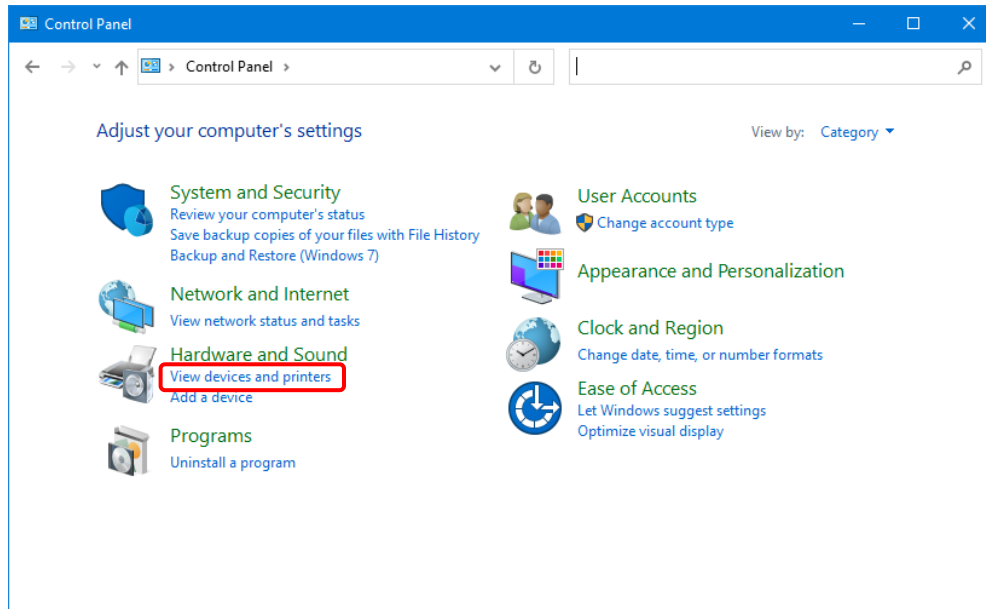 Control Panel
Control Panel
Adjust your computer's settings
View by: Category
System and Security
Review your computer's status
Save backup copies of your files with File History
Backup and Restore (Windows 7)
Network and Internet
View network status and tasks
Hardware and Sound
View devices and printers
Add a device
Programs
Uninstall a program
User Accounts
Change account type
Appearance and Personalization
Clock and Region
Change date, time, or number formats
Ease of Access
Let Windows suggest settings
Optimize visual display